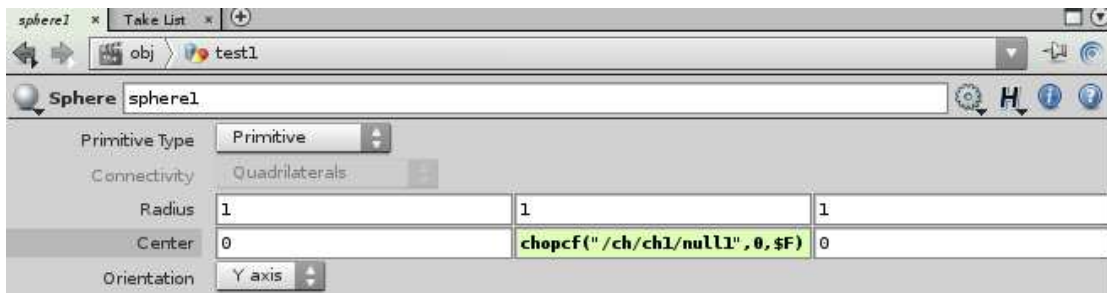 sphere1 × Take List ×
obj test1
Sphere sphere1
Primitive Type Primitive
Connectivity Quadrilaterals
Radius 1 1 1
Center 0 chopcf("/ch/ch1/null1",0,$F) 0
Orientation Y axis